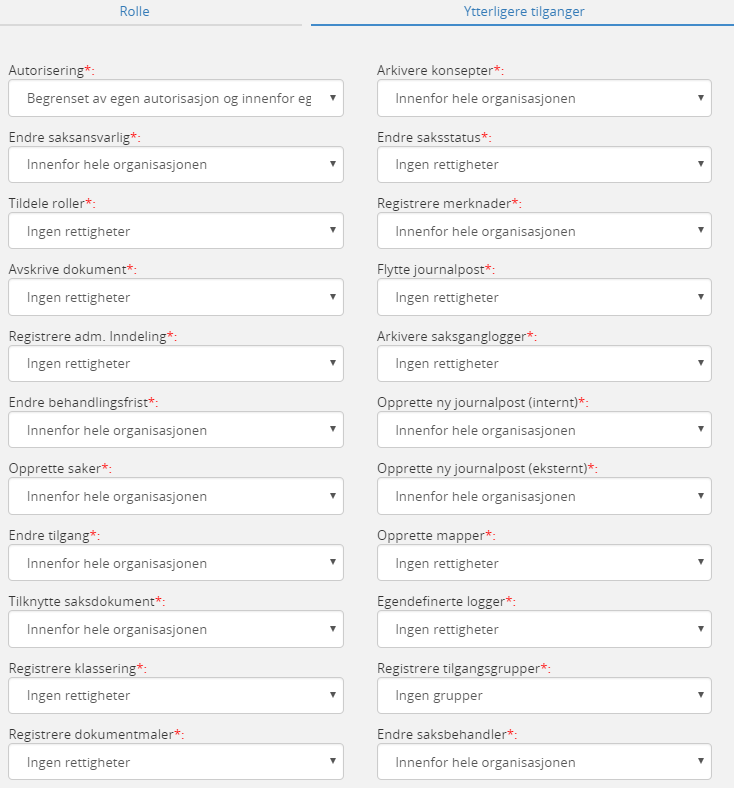 Rolle
Ytterligere tilganger
Autorisering*:
Arkivere konsepter*:
Begrenset av egen autorisasjon og innenfor eg
Innenfor hele organisasjonen
Endre saksansvarlig*:
Endre saksstatus*:
Innenfor hele organisasjonen
Ingen rettigheter
Tildele roller*:
Registrere merknader*:
Ingen rettigheter
Innenfor hele organisasjonen
Avskrive dokument*:
Flytte journalpost*:
Ingen rettigheter
Ingen rettigheter
Registrere adm. Inndeling*:
Arkivere saksganglogger*:
Ingen rettigheter
Ingen rettigheter
Endre behandlingsfrist*:
Opprette ny journalpost (internt)*:
Innenfor hele organisasjonen
Innenfor hele organisasjonen
Opprette saker*:
Opprette ny journalpost (eksternt)*:
Innenfor hele organisasjonen
Innenfor hele organisasjonen
Endre tilgang*:
Opprette mapper*:
Innenfor hele organisasjonen
Ingen rettigheter
Tilknytte saksdokument*:
Egendefinerte logger*:
Innenfor hele organisasjonen
Ingen rettigheter
Registrere klassering*:
Registrere tilgangsgrupper*:
Ingen rettigheter
Ingen grupper
Registrere dokumentmaler*:
Endre saksbehandler*:
Ingen rettigheter
Innenfor hele organisasjonen